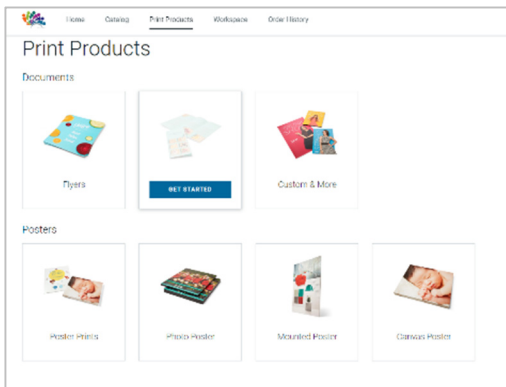 Home Catalog Print Products Workspace Order History
Print Products
Documents
Flyers
GET STARTED
Custom & More
Posters
Poster Prints
Photo Poster
Mounted Poster
Canvas Poster